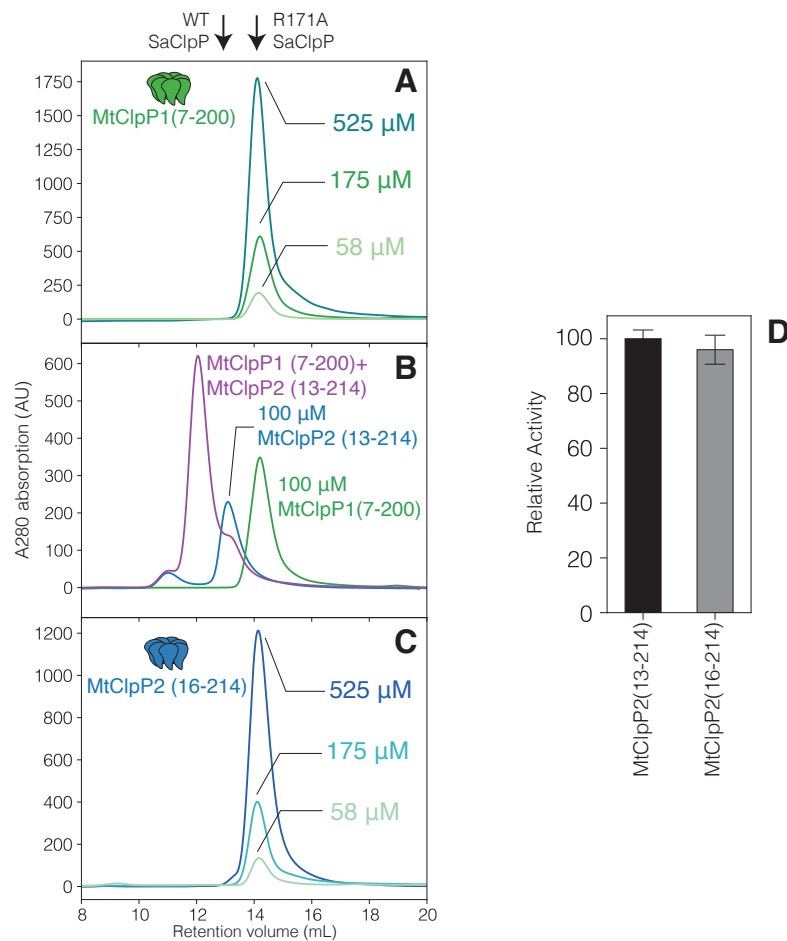 WT
SaClpP
R171A
SaClpP
A
MtClpP1(7-200)
525 µM
175 µM
58 µM
1750
1500
1250
1000
750
500
250
0
B
MtClpP1 (7-200)+
MtClpP2 (13-214)
100 µM
MtClpP2 (13-214)
100 µM
MtClpP1(7-200)
600
500
400
300
200
100
0
A280 absorption (AU)
C
MtClpP2 (16-214)
525 µM
175 µM
58 µM
1200
1000
800
600
400
200
0
8 10 12 14 16 18 20
Retention volume (mL)
D
100
80
60
40
20
0
Relative Activity
MtClpP2(13-214)
MtClpP2(16-214)